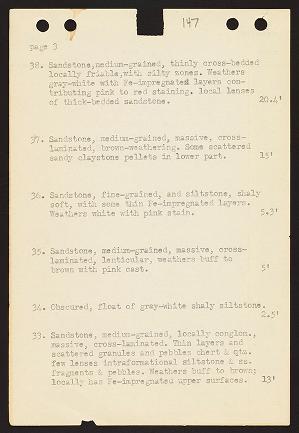 147
page 3
38. Sandstone,medium-grained, thinly cross-bedded
locally friable,with silty zones. Weathers
gray-white with Fe-impregnated layers con-
tributing pink to red staining. local lenses
of thick-bedded sandstone. 20.4'
37. Sandstone, medium-grained, massive, cross-
laminated, brown-weathering. Some scattered
sandy claystone pellets in lower part. 15'
36. Sandstone, fine-grained, and siltstone, shaly
soft, with some thin Fe-impregnated layers.
Weathers white with pink stain. 5.3'
35. Sandstone, medium-grained, massive, cross-
laminated, lenticular, weathers buff to
brown with pink cast. 5'
34. Obscured, float of gray-white shaly siltstone.
2.5'
33. Sandstone, medium-grained, locally conglom.,
massive, cross-laminated. Thin layers and
scattered granules and pebbles chert & qtz.
few lenses intraformational siltstone & ss.
fragments & pebbles. Weathers buff to brown;
locally has Fe-impregnated upper surfaces. 13'